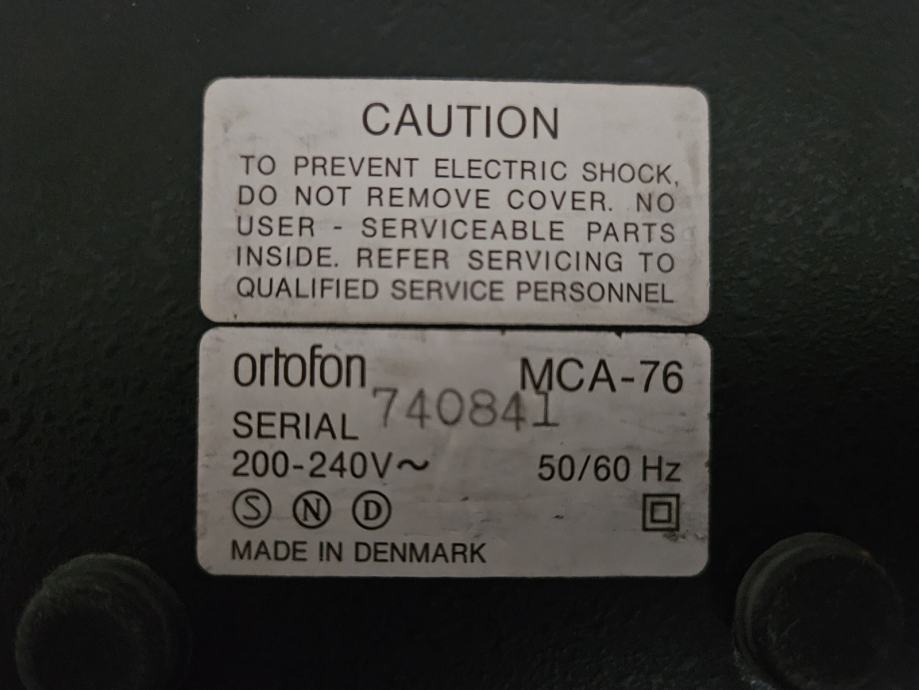 CAUTION
TO PREVENT ELECTRIC SHOCK,
DO NOT REMOVE COVER. NO
USER - SERVICEABLE PARTS
INSIDE. REFER SERVICING TO
QUALIFIED SERVICE PERSONNEL
ortofon MCA-76
SERIAL 740841
200-240V~ 50/60 Hz
S N D
MADE IN DENMARK